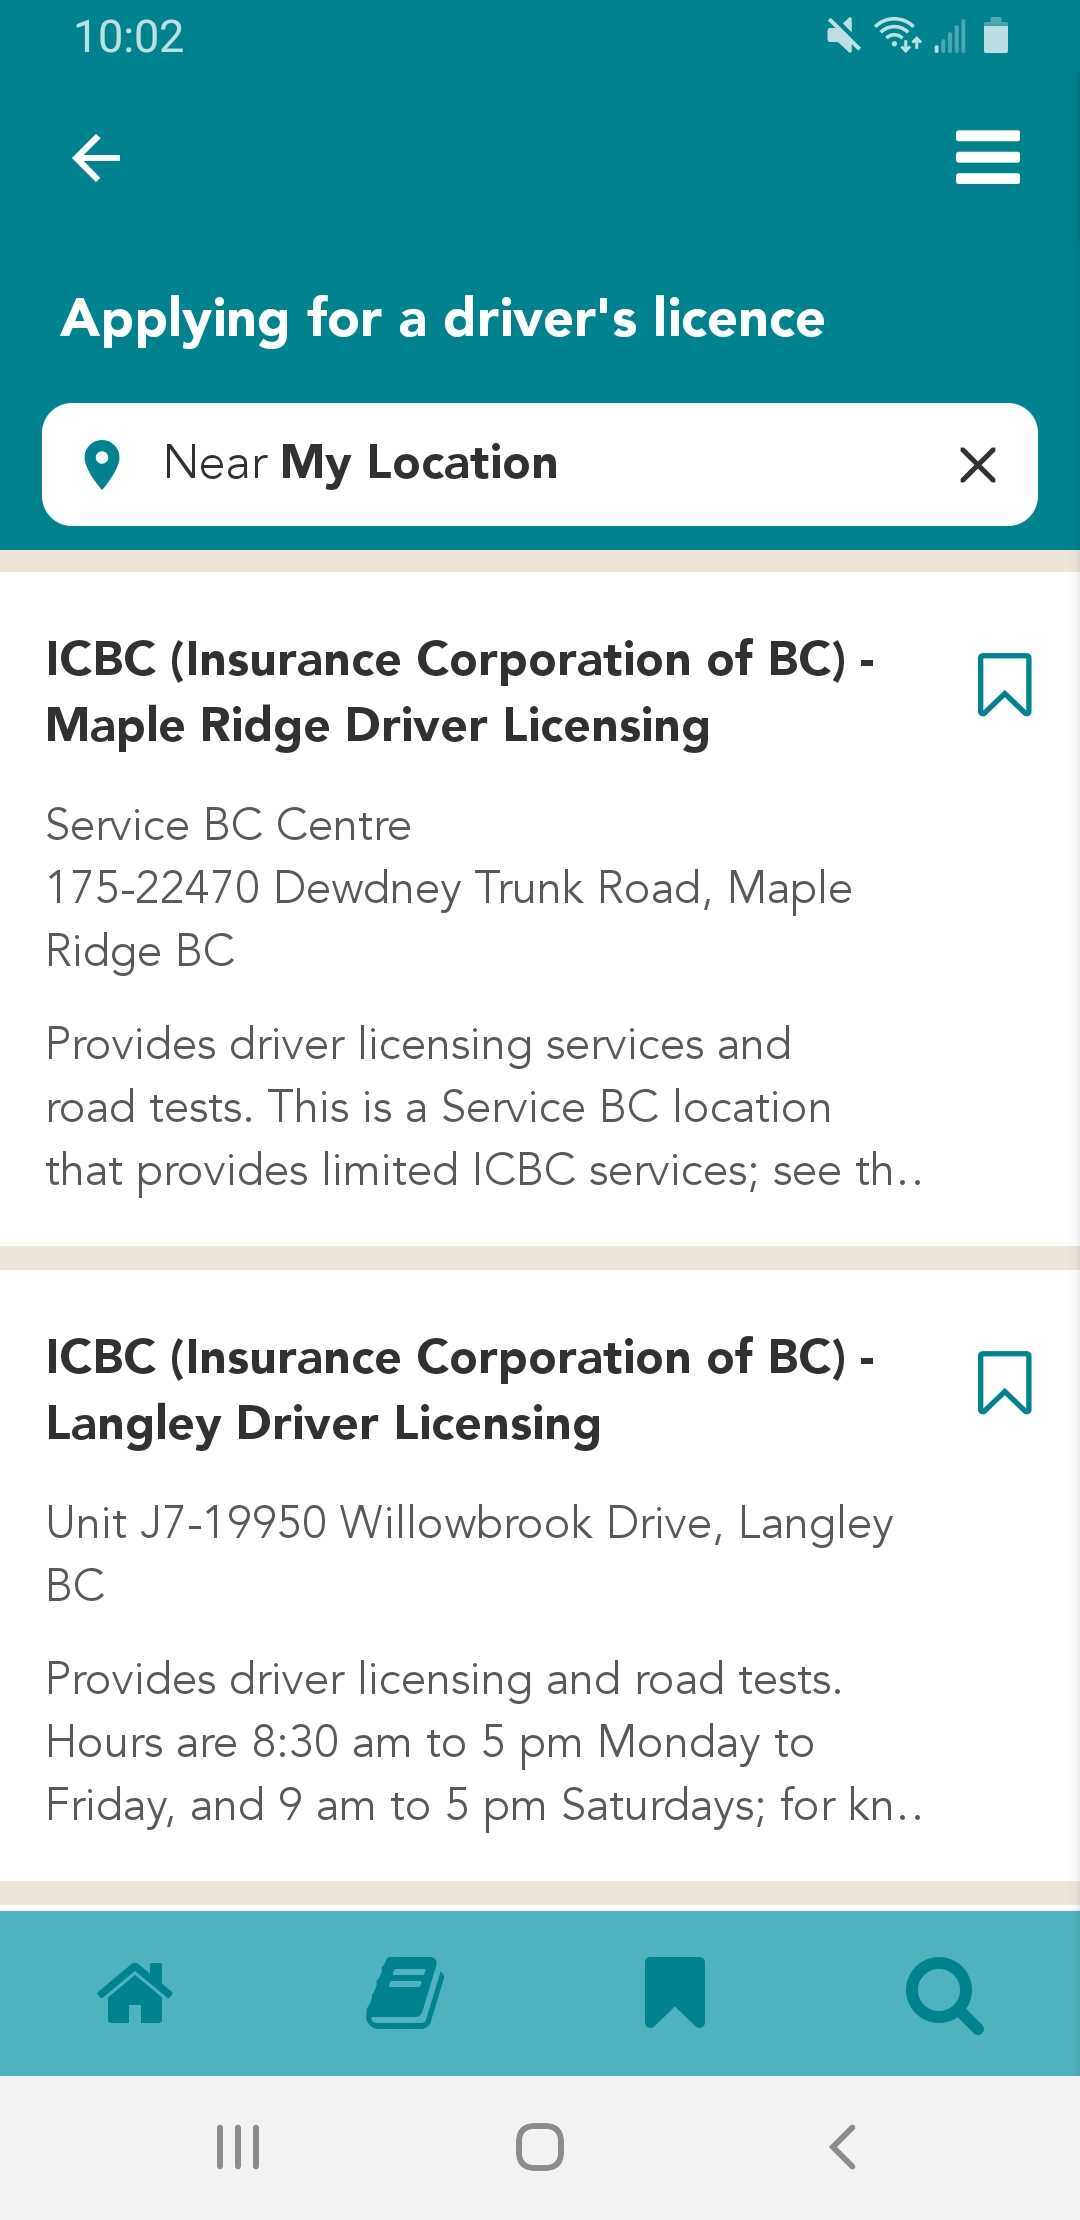 10:02
Applying for a driver's licence
Near My Location
ICBC (Insurance Corporation of BC) -
Maple Ridge Driver Licensing
Service BC Centre
175-22470 Dewdney Trunk Road, Maple
Ridge BC
Provides driver licensing services and
road tests. This is a Service BC location
that provides limited ICBC services; see th..
ICBC (Insurance Corporation of BC) -
Langley Driver Licensing
Unit J7-19950 Willowbrook Drive, Langley
BC
Provides driver licensing and road tests.
Hours are 8:30 am to 5 pm Monday to
Friday, and 9 am to 5 pm Saturdays; for kn..